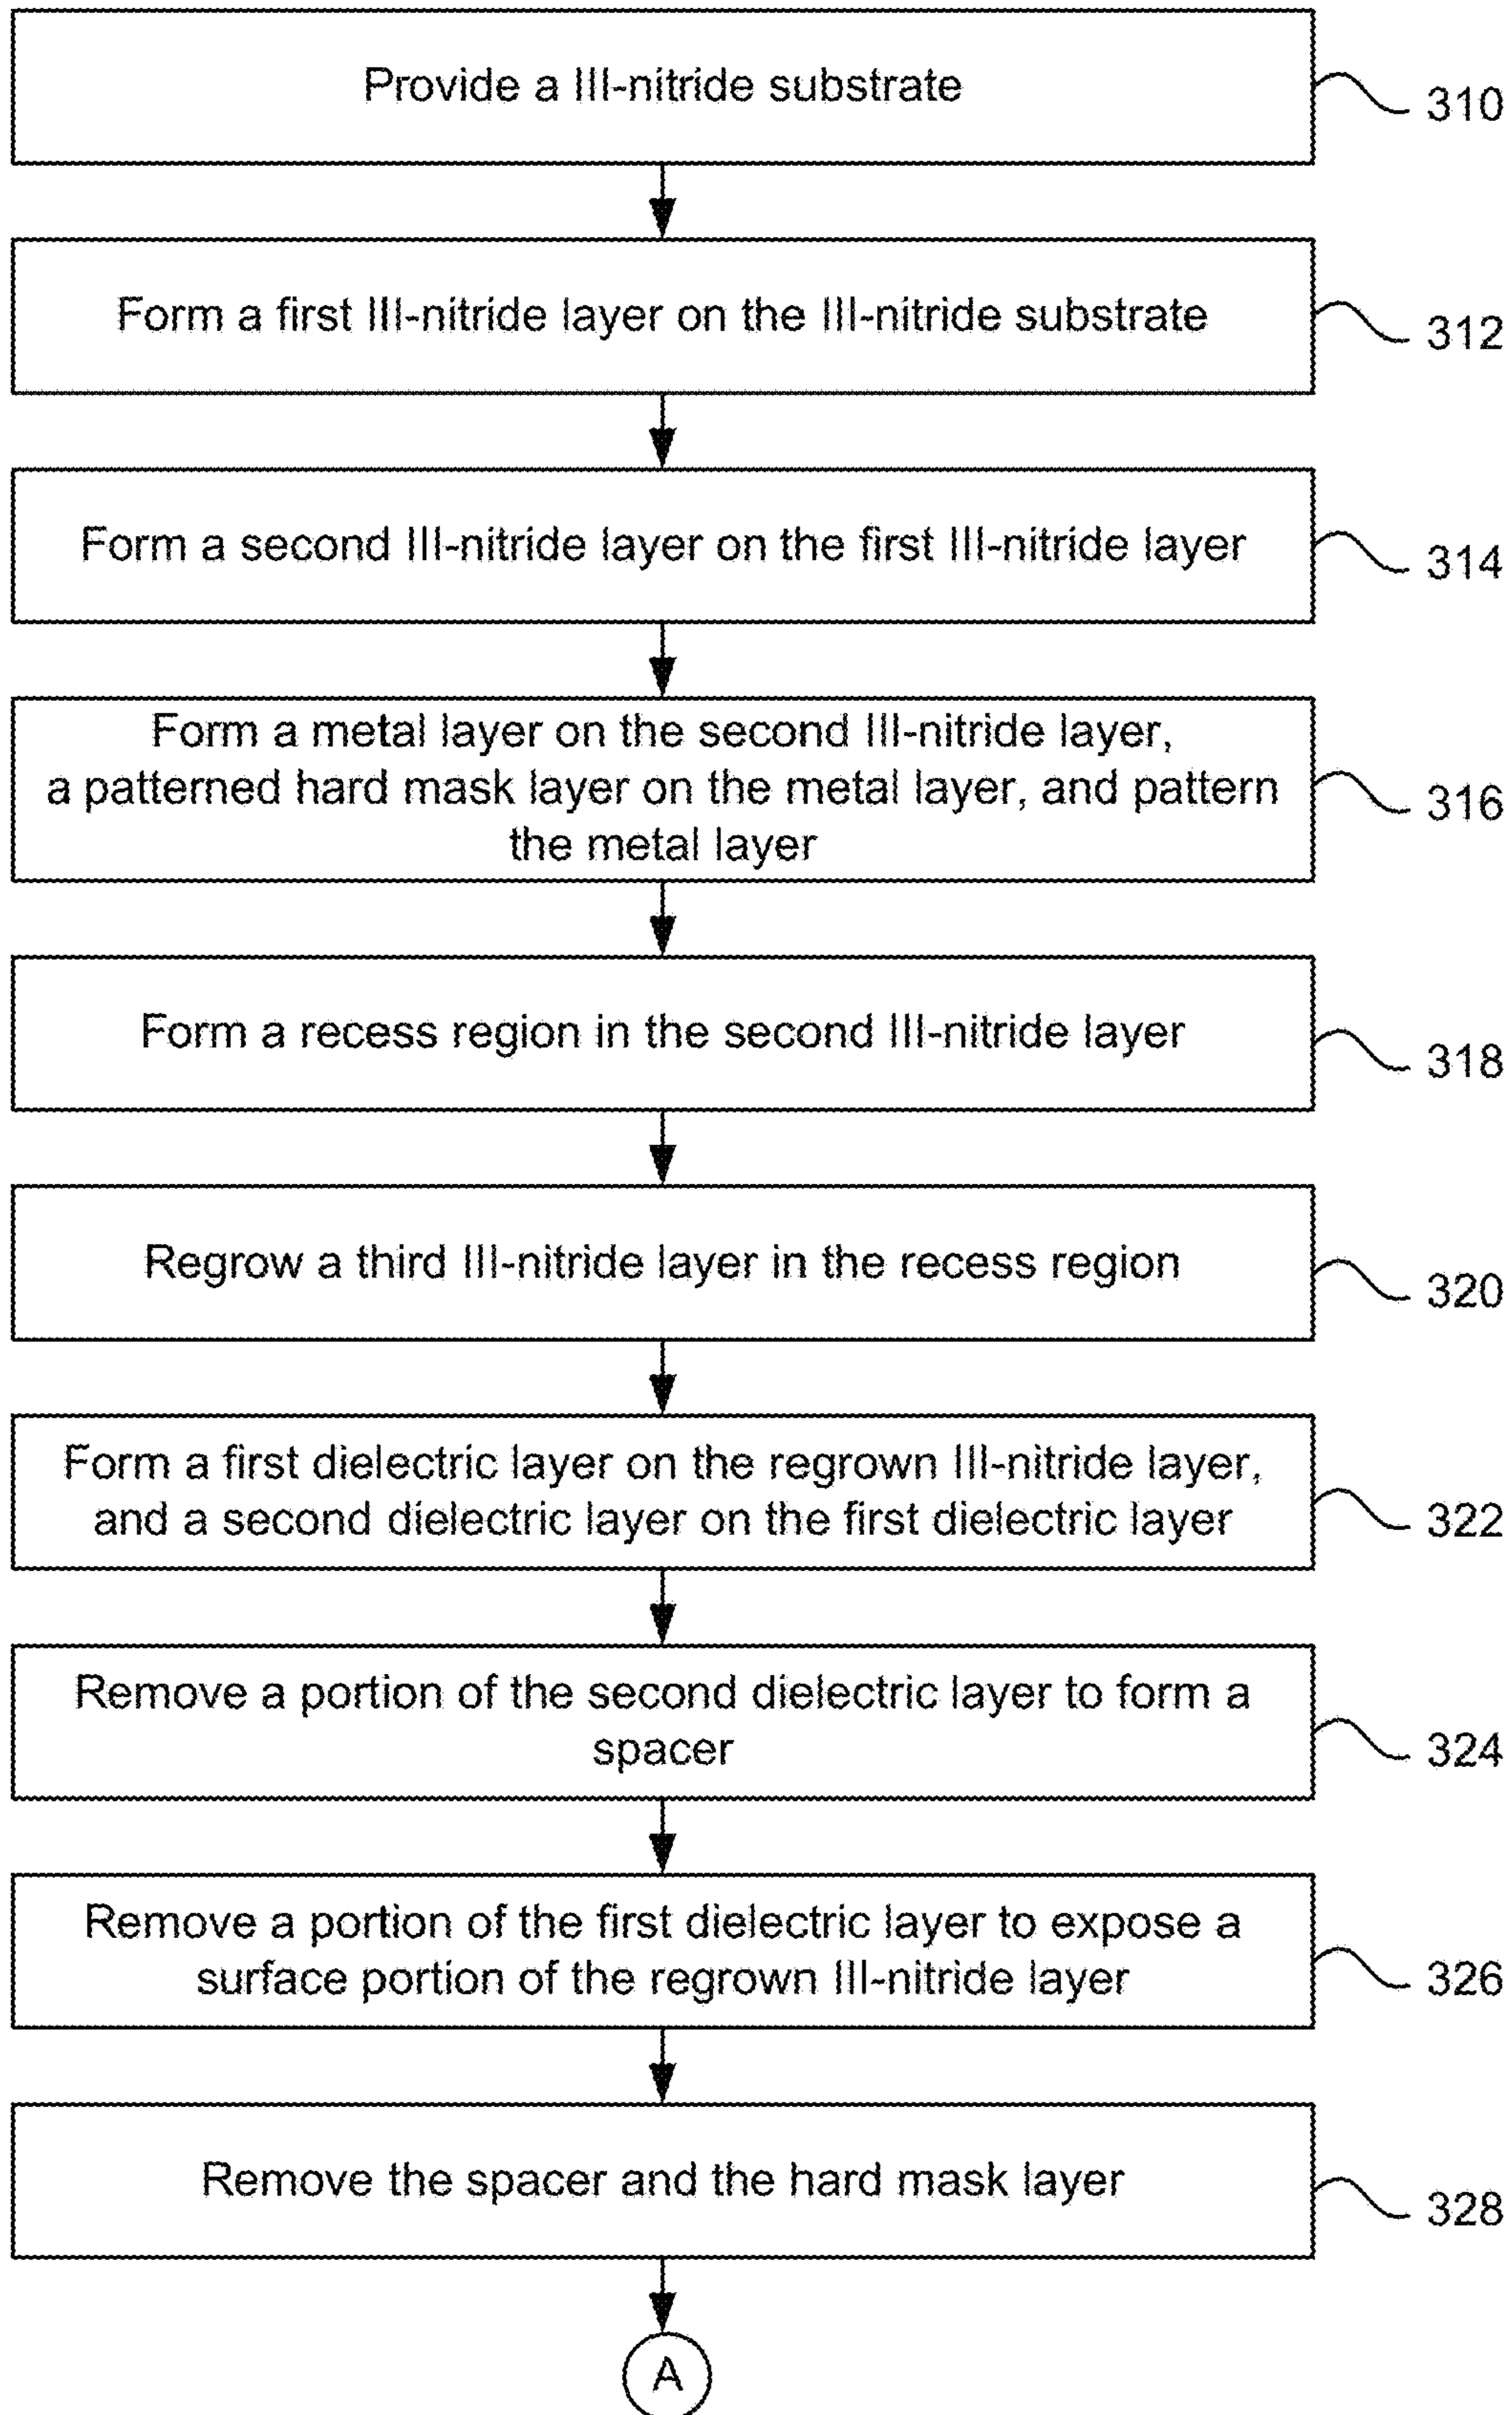 Provide a III-nitride substrate
310
Form a first III-nitride layer on the III-nitride substrate
312
Form a second III-nitride layer on the first III-nitride layer
314
Form a metal layer on the second III-nitride layer,
a patterned hard mask layer on the metal layer, and pattern
the metal layer
316
Form a recess region in the second III-nitride layer
318
Regrow a third III-nitride layer in the recess region
320
Form a first dielectric layer on the regrown III-nitride layer,
and a second dielectric layer on the first dielectric layer
322
Remove a portion of the second dielectric layer to form a
spacer
324
Remove a portion of the first dielectric layer to expose a
surface portion of the regrown III-nitride layer
326
Remove the spacer and the hard mask layer
328
A